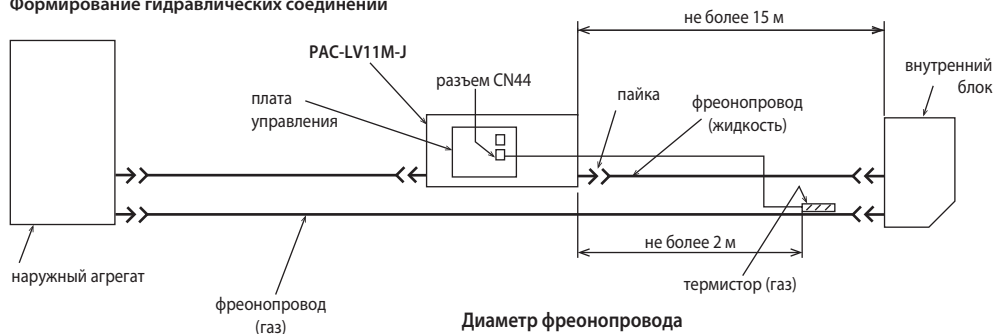 Формирование гидравлических соединений
не более 15 м
PAC-LV11M-J
разъем CN44
внутренний
блок
плата
управления
пайка
фреонопровод
(жидкость)
не более 2 м
наружный агрегат
термистор (газ)
фреонопровод
(газ)
Диаметр фреонопровода